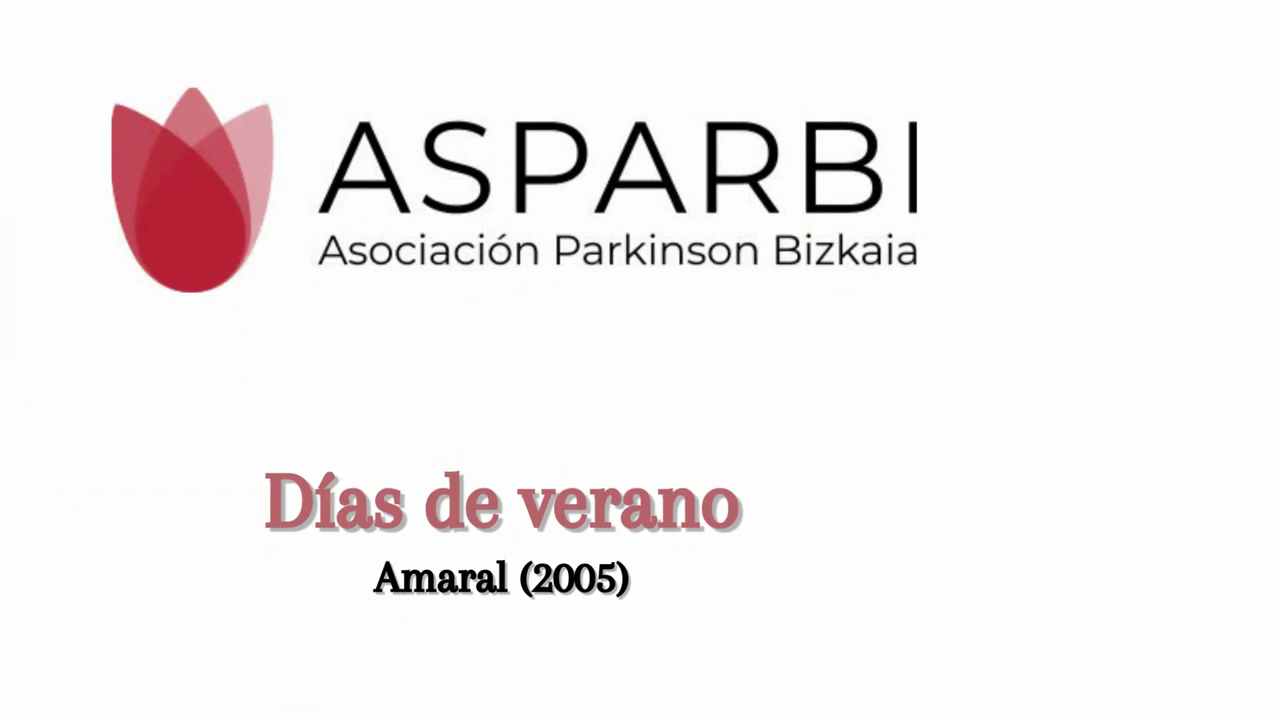 ASPARBI
Asociación Parkinson Bizkaia
Días de verano
Amaral (2005)